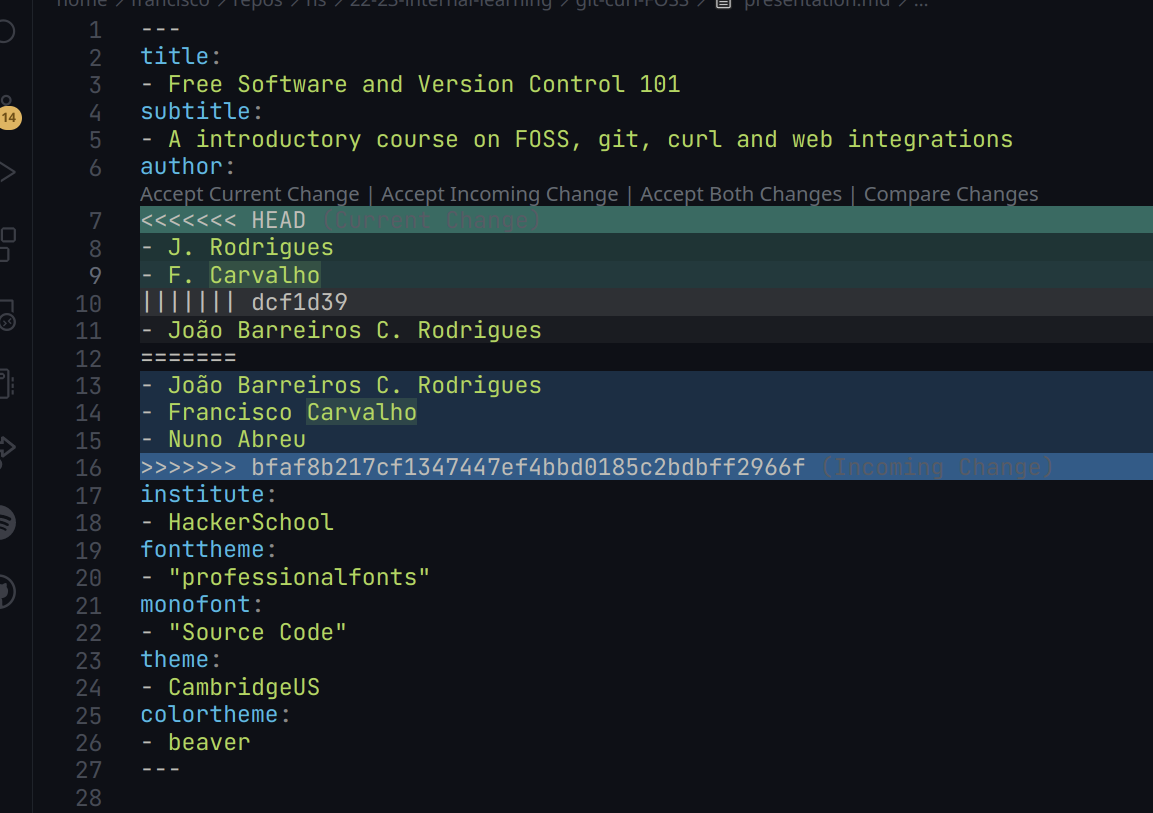 home > francisco > repos > hs > 22-23-internal-learning > git-curl-FOSS > presentation.md > ...
1 ---
2 title:
3 - Free Software and Version Control 101
4 subtitle:
5 - A introductory course on FOSS, git, curl and web integrations
6 author:
Accept Current Change | Accept Incoming Change | Accept Both Changes | Compare Changes
7 <<<<<<< HEAD (Current Change)
8 - J. Rodrigues
9 - F. Carvalho
10 ||||||| dcf1d39
11 - João Barreiros C. Rodrigues
12 =======
13 - João Barreiros C. Rodrigues
14 - Francisco Carvalho
15 - Nuno Abreu
16 >>>>>>> bfaf8b217cf1347447ef4bbd0185c2bdbff2966f (Incoming Change)
17 institute:
18 - HackerSchool
19 fonttheme:
20 - "professionalfonts"
21 monofont:
22 - "Source Code"
23 theme:
24 - CambridgeUS
25 colortheme:
26 - beaver
27 ---
28
14